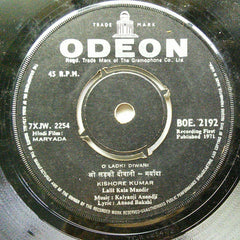 TRADE MARK
ODEON
Regd. Trade Mark of The Gramophone Co. Ltd.
45 R.P.M.
7XJW. 2254
BOE. 2192
Hindi Film:
MARYADA
Recording First
Published 1971
O LADKI DIWANI
ओ लड़की दीवानी - मर्यादा
KISHORE KUMAR
Lalit Kala Mandir
Music : Kalyanji Anandji
Lyric : Anand Bakshi